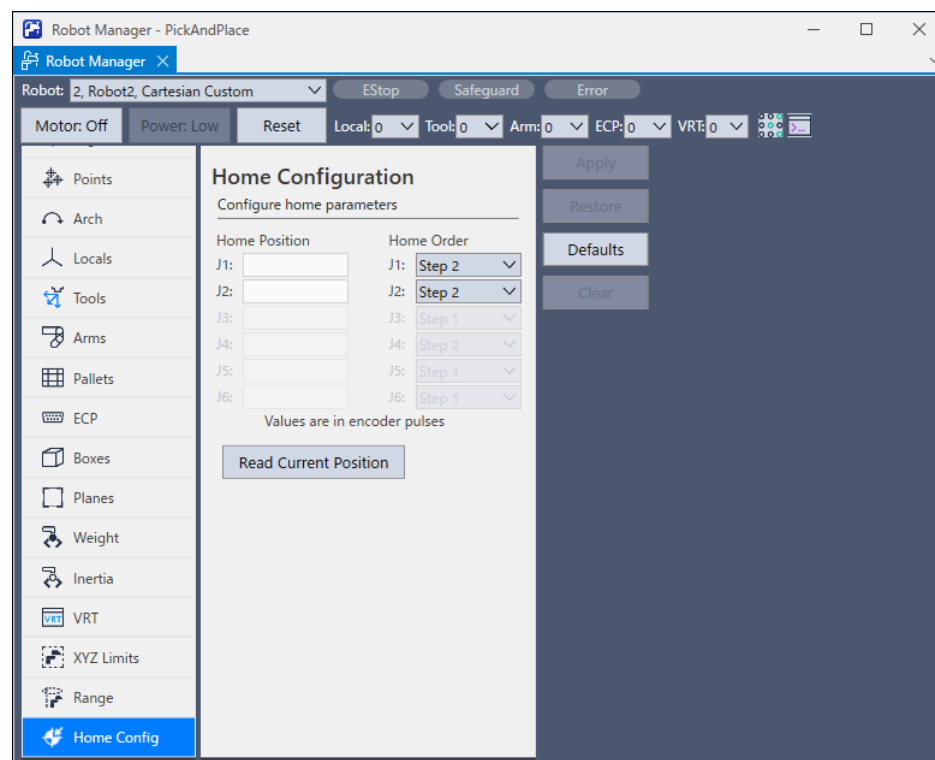 Robot Manager - PickAndPlace
Robot Manager
Robot: 2, Robot2, Cartesian Custom EStop Safeguard Error
Motor: Off Power: Low Reset Local: 0 Tool: 0 Arm: 0 ECP: 0 VRT: 0
Points
Arch
Locals
Tools
Arms
Pallets
ECP
Boxes
Planes
Weight
Inertia
VRT VRT
XYZ Limits
Range
Home Config
Home Configuration
Configure home parameters
Home Position Home Order
J1: J1: Step 2
J2: J2: Step 2
J3: J3: Step 1
J4: J4: Step 2
J5: J5: Step 1
J6: J6: Step 1
Values are in encoder pulses
Read Current Position
Apply
Restore
Defaults
Clear